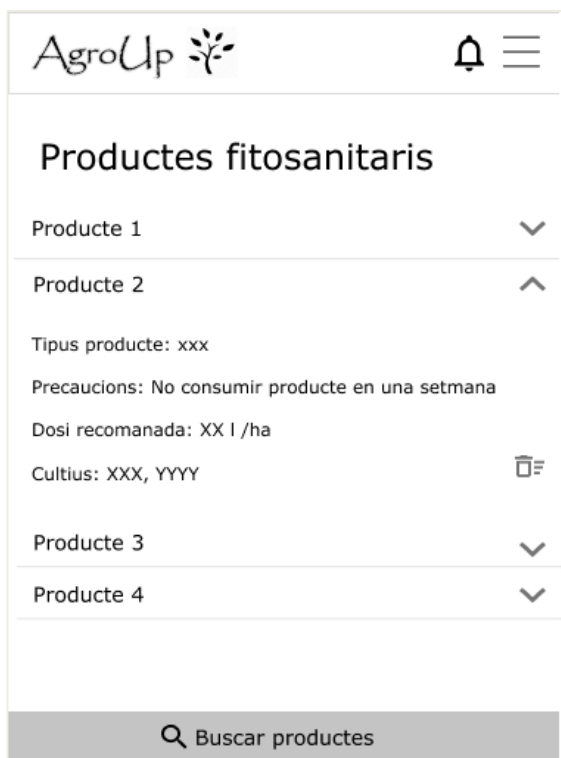 AgroUp
Productes fitosanitaris
Producte 1
Producte 2
Tipus producte: xxx
Precaucions: No consumir producte en una setmana
Dosi recomanada: XX l /ha
Cultius: XXX, YYYY
Producte 3
Producte 4
Buscar productes